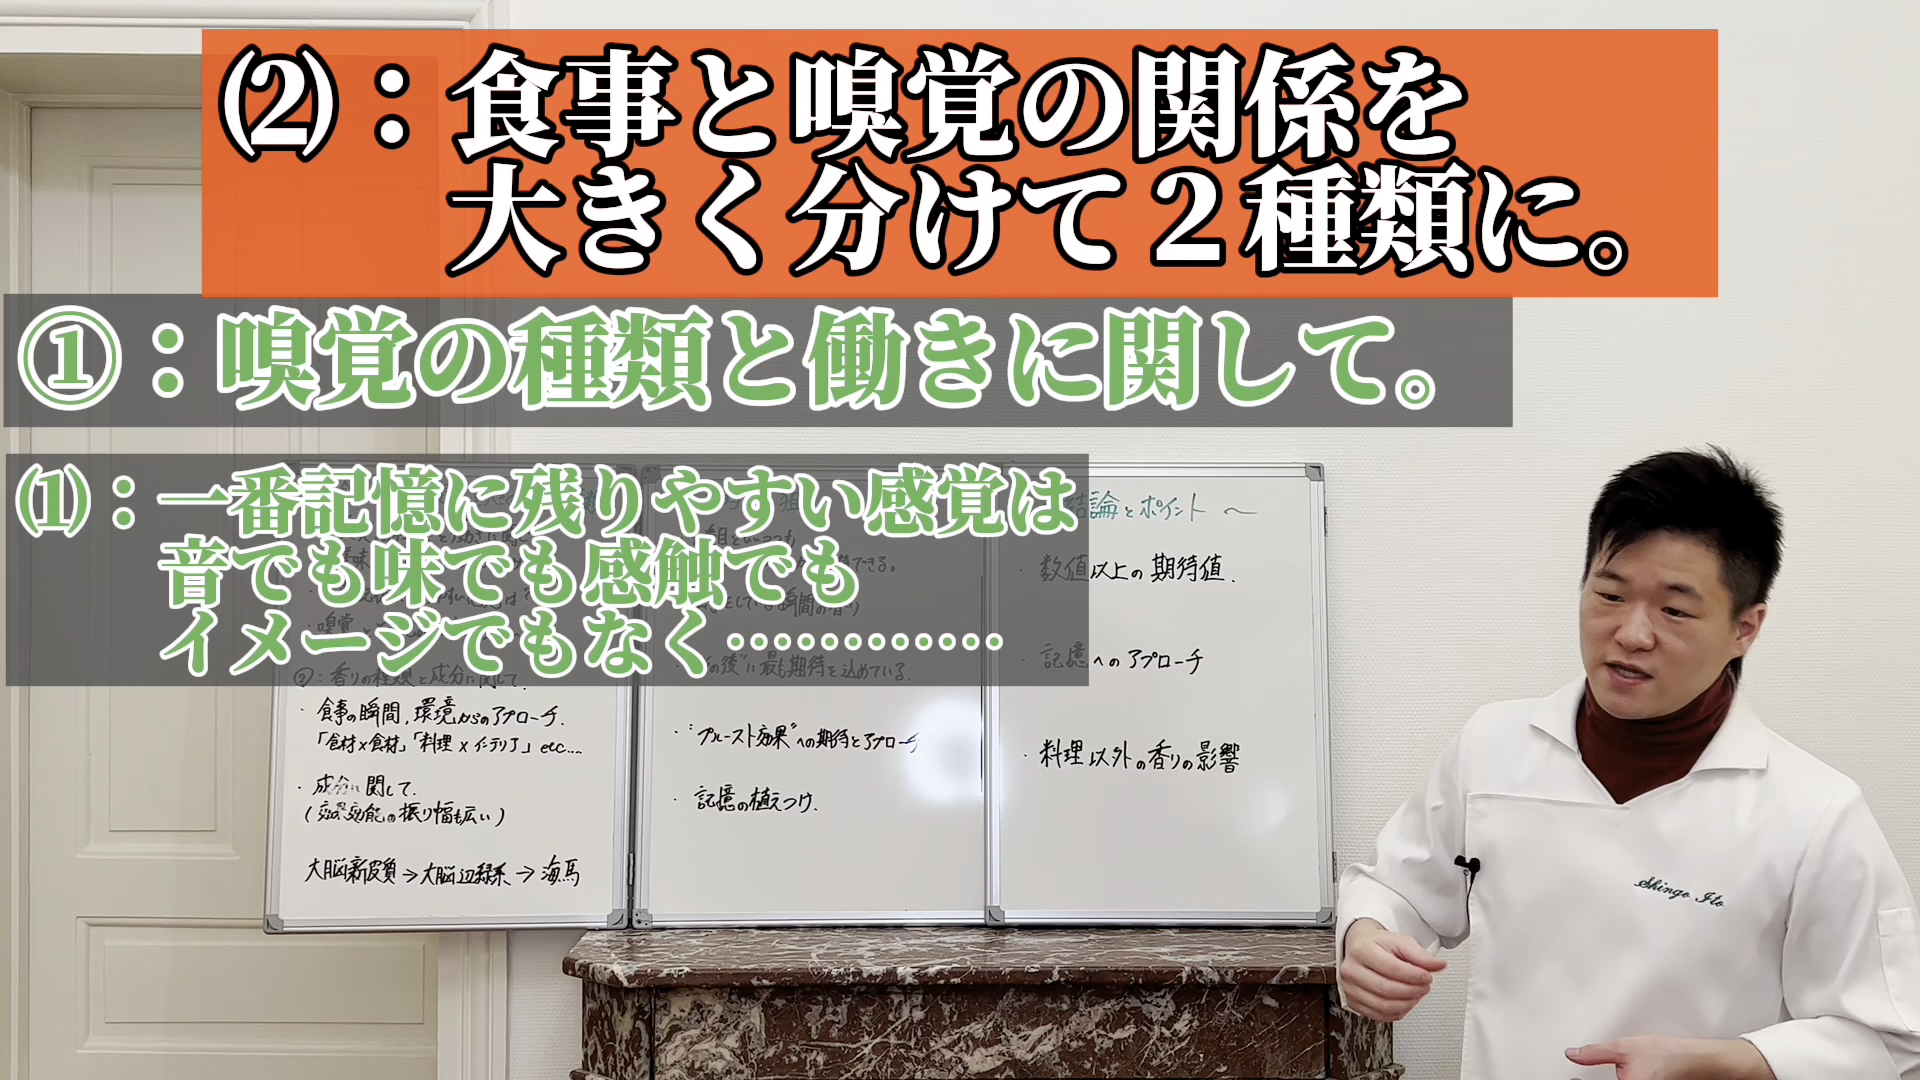 ⑵：食事と嗅覚の関係を
大きく分けて２種類に。
①：嗅覚の種類と働きに関して。
⑴：一番記憶に残りやすい感覚は
音でも味でも感触でも
イメージでもなく…………
②：香りの種類と成分に関して.
・食事の瞬間,環境からのアプローチ.
「食材×食材」「料理×インテリア」etc....
・成分に関して.
(効果効能の振り幅も広い)
大脳新皮質→大脳辺縁系→海馬
の後"に最も期待を込めている.
・"プルースト効果"への期待とアプローチ
・記憶の植えつけ.
結論とポイント〜
・数値以上の期待値.
・記憶へのアプローチ
・料理以外の香りの影響
Shingo Ito